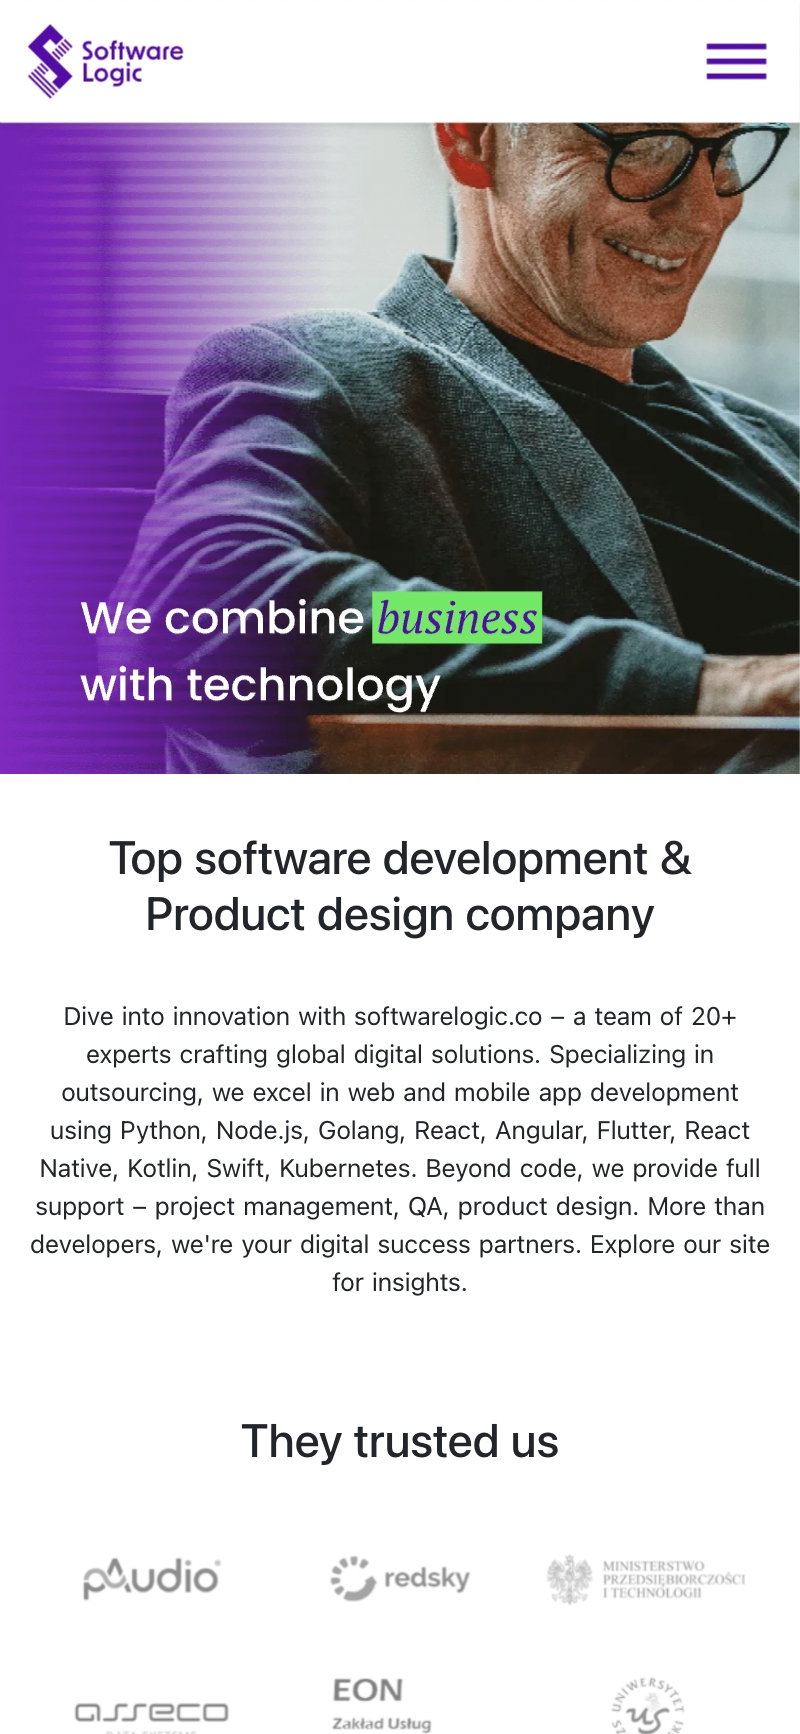 Software
Logic
We combine business
with technology
Top software development &
Product design company
Dive into innovation with softwarelogic.co – a team of 20+
experts crafting global digital solutions. Specializing in
outsourcing, we excel in web and mobile app development
using Python, Node.js, Golang, React, Angular, Flutter, React
Native, Kotlin, Swift, Kubernetes. Beyond code, we provide full
support – project management, QA, product design. More than
developers, we're your digital success partners. Explore our site
for insights.
They trusted us
pAudio
redsky
MINISTERSTWO
PRZEDSIĘBIORCZOŚCI
I TECHNOLOGII
asseco
EON
Zakład Usług
UNIWERSYTET